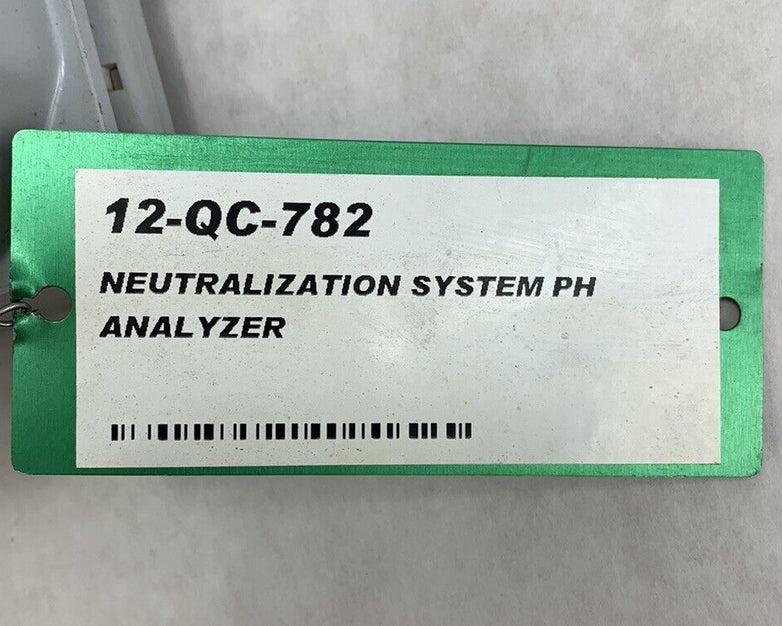 12-QC-782
NEUTRALIZATION SYSTEM PH
ANALYZER